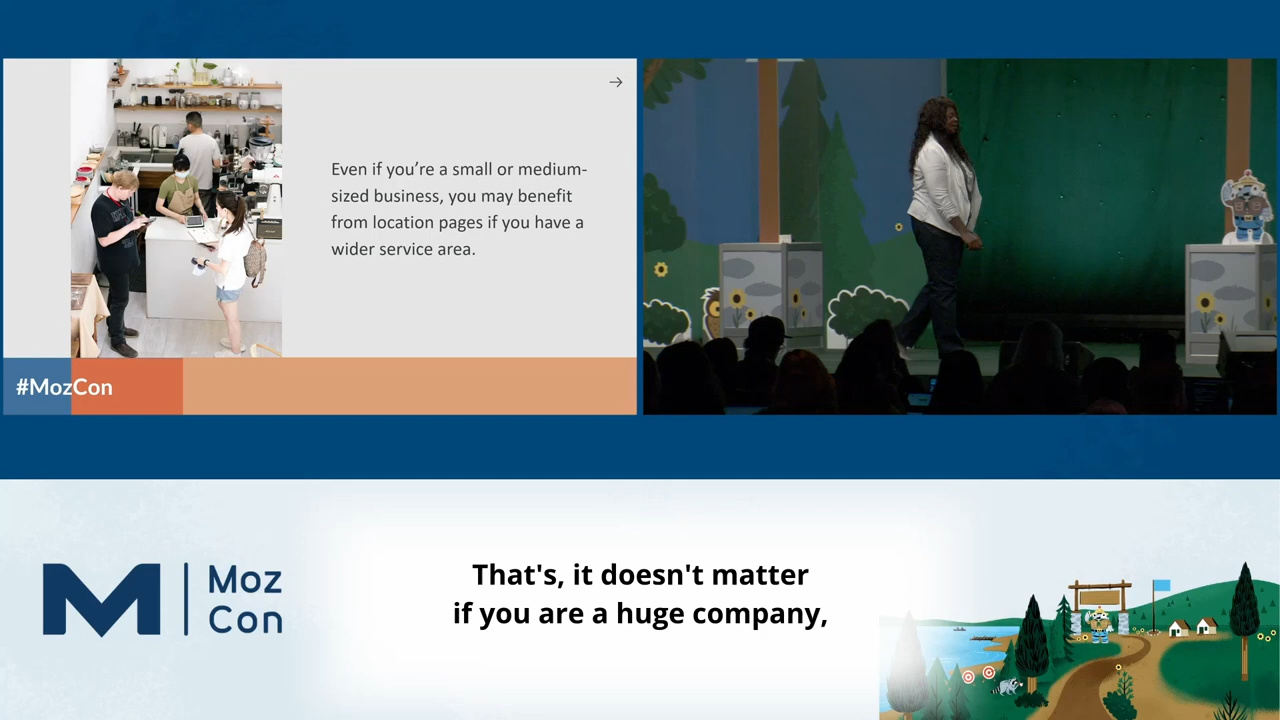 Even if you’re a small or medium-
sized business, you may benefit
from location pages if you have a
wider service area.
#MozCon
Moz
Con
That's, it doesn't matter
if you are a huge company,